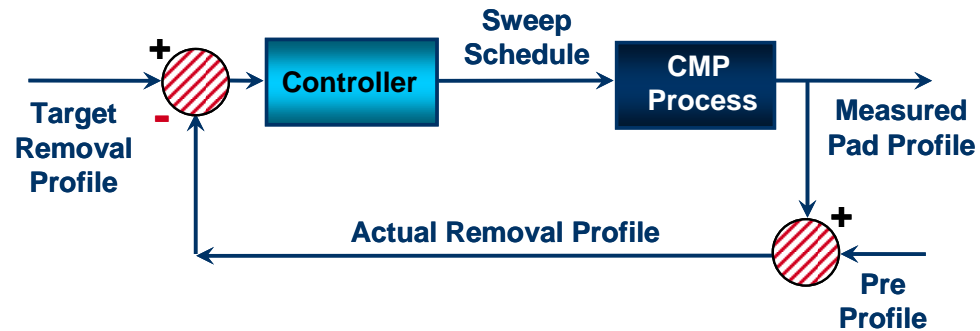 Sweep
Schedule
+
Controller
CMP
Process
-
Target
Removal
Profile
Measured
Pad Profile
+
Actual Removal Profile
Pre
Profile